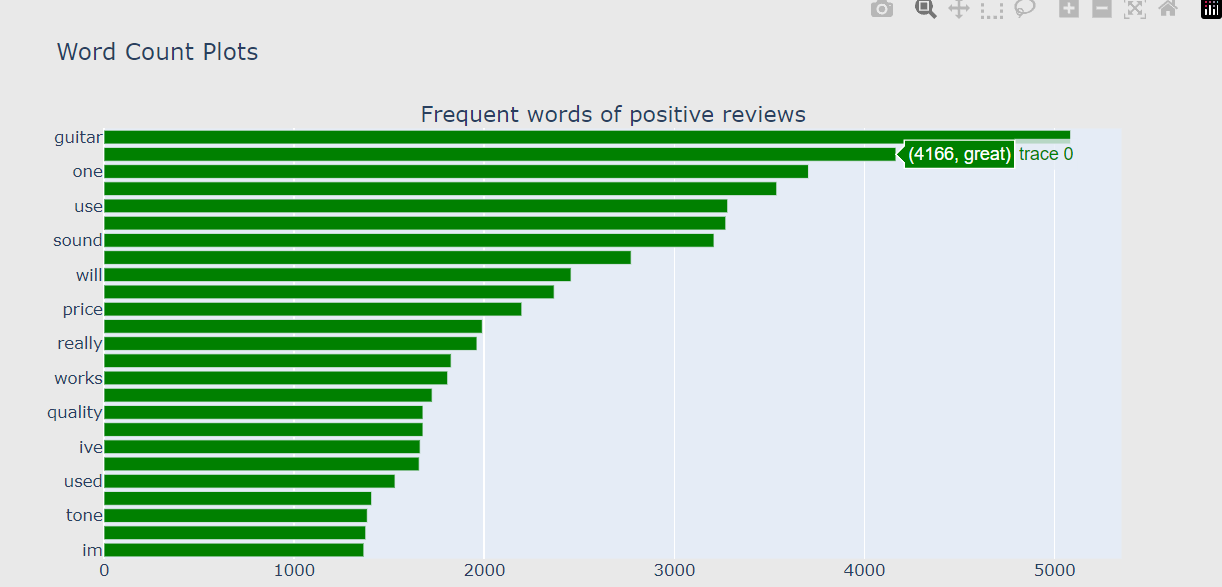 Word Count Plots
Frequent words of positive reviews
guitar
(4166, great) trace 0
one
use
sound
will
price
really
works
quality
ive
used
tone
im
0 1000 2000 3000 4000 5000